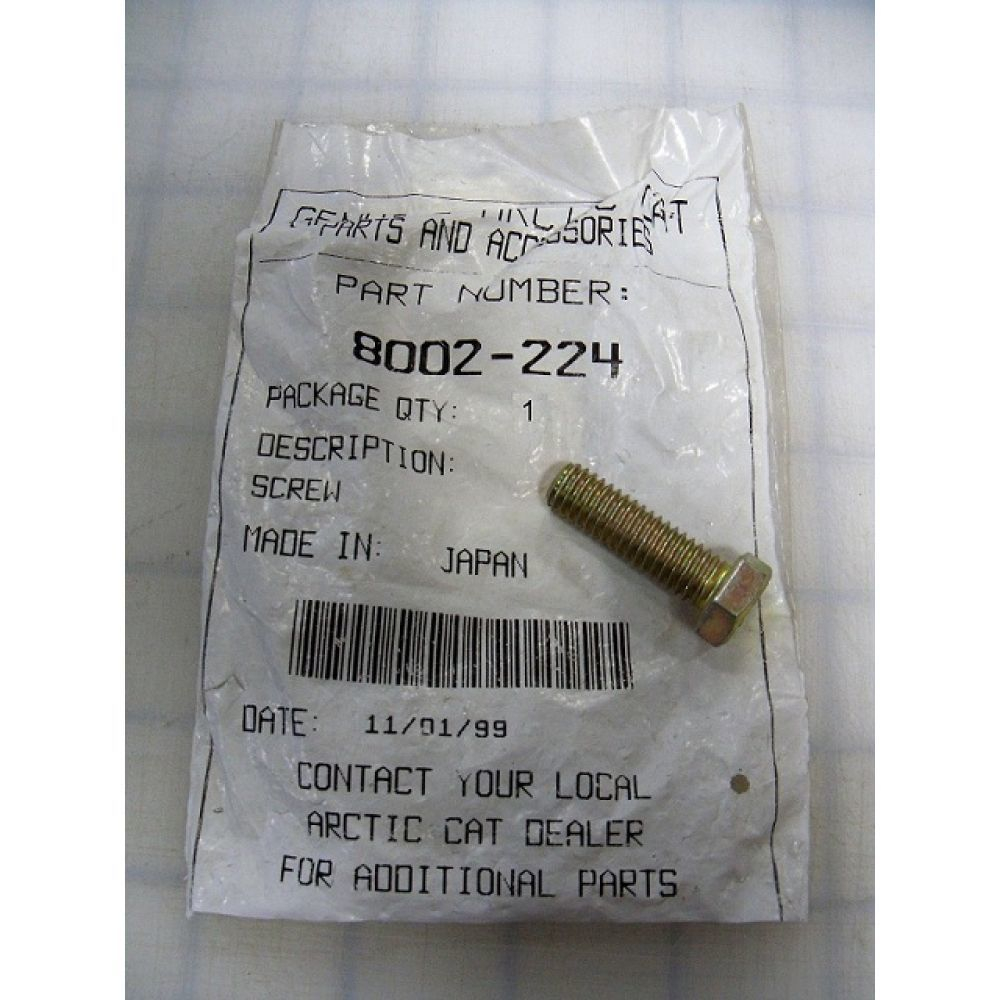 CAT
PARTS AND ACCESSORIES
PART NUMBER:
8002-224
PACKAGE QTY: 1
DESCRIPTION:
SCREW
MADE IN: JAPAN
DATE: 11/01/99
CONTACT YOUR LOCAL
ARCTIC CAT DEALER
FOR ADDITIONAL PARTS